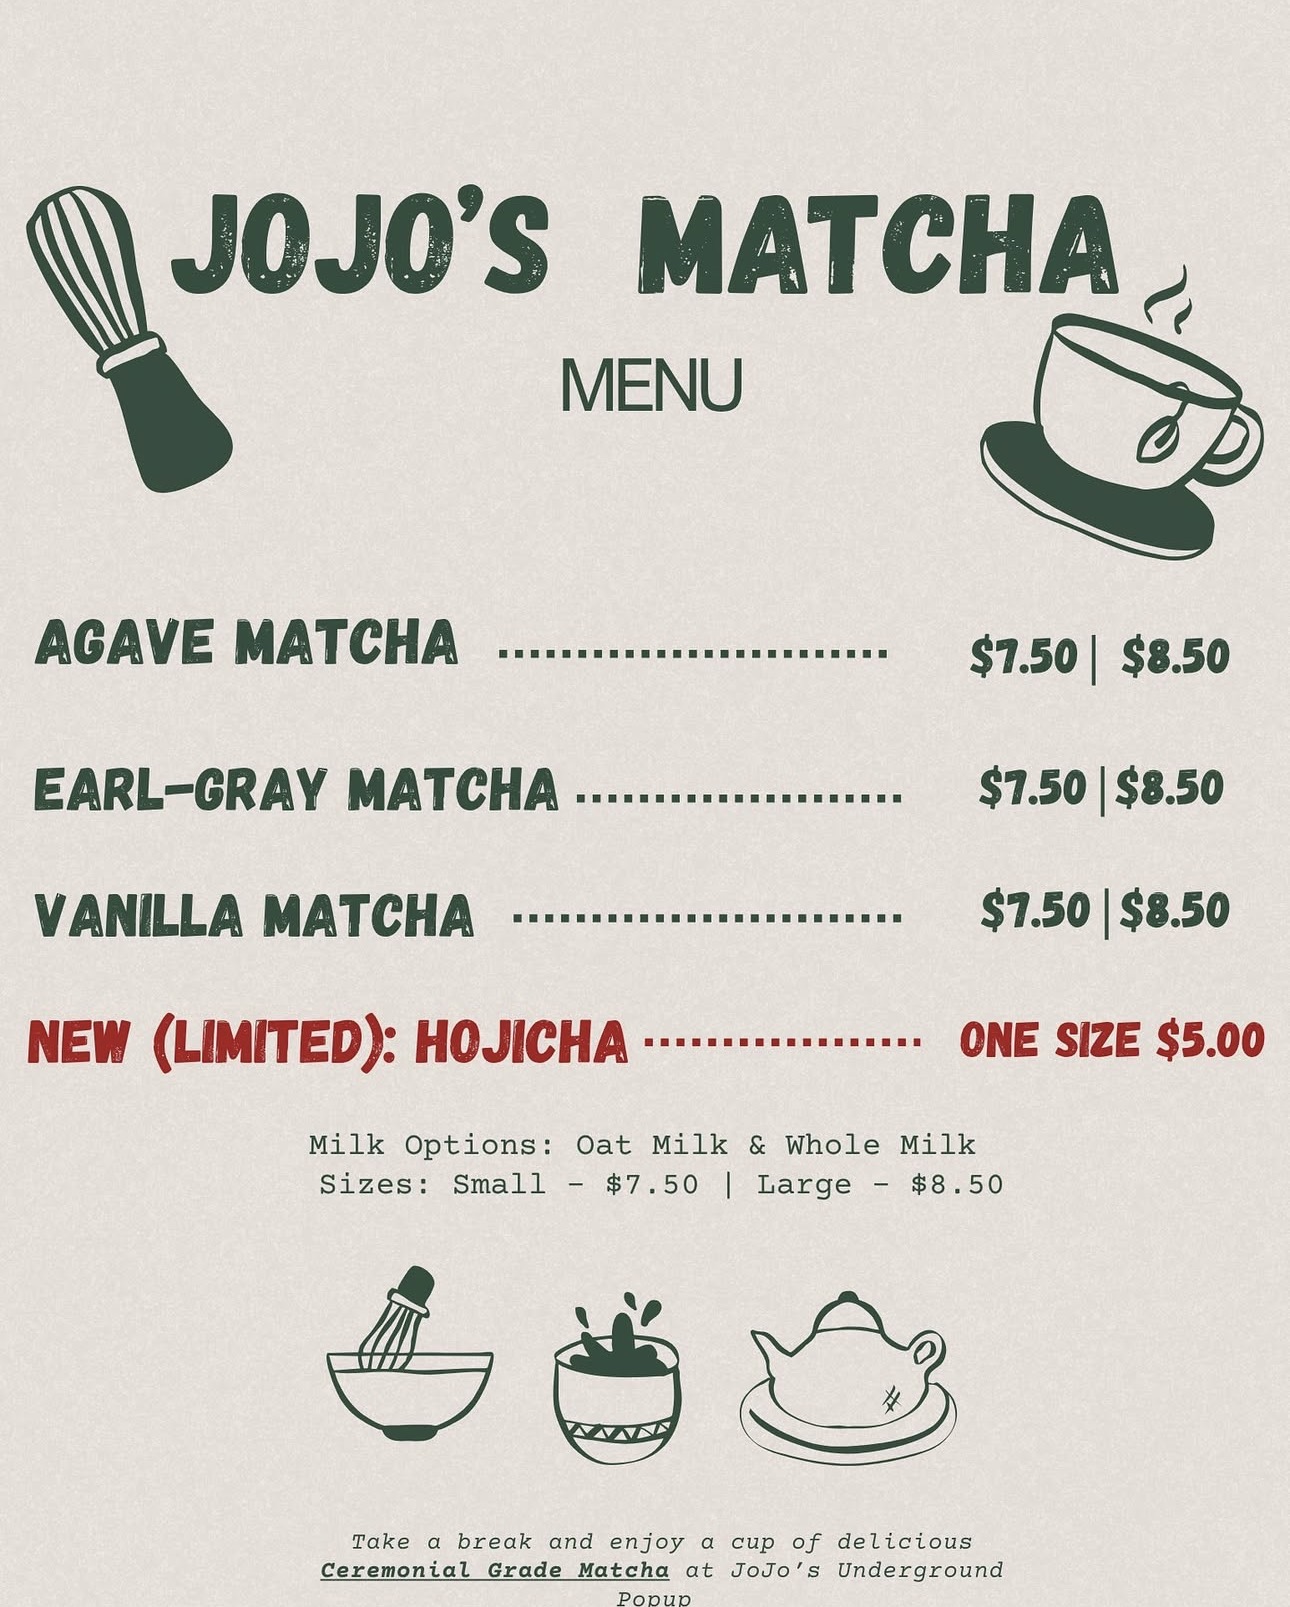 JOJO'S MATCHA
MENU
AGAVE MATCHA ........................ $7.50 | $8.50
EARL-GRAY MATCHA ..................... $7.50 | $8.50
VANILLA MATCHA ........................ $7.50 | $8.50
NEW (LIMITED): HOJICHA .................. ONE SIZE $5.00
Milk Options: Oat Milk & Whole Milk
Sizes: Small - $7.50 | Large - $8.50
Take a break and enjoy a cup of delicious
Ceremonial Grade Matcha at JoJo's Underground
Popup